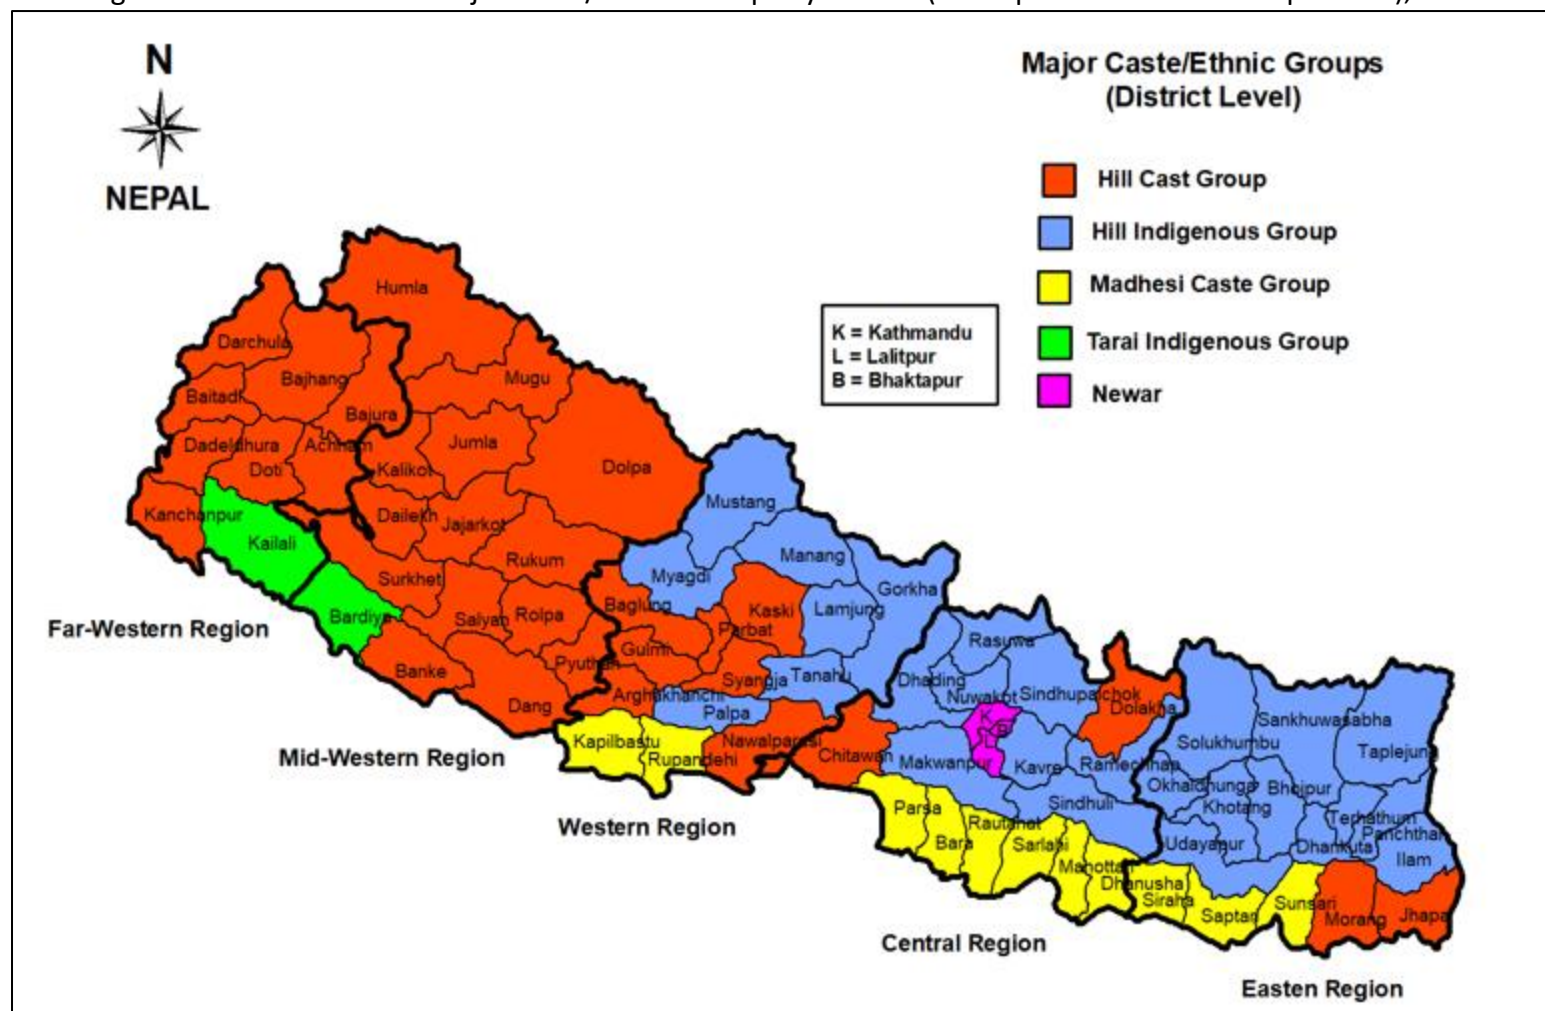 N
NEPAL
Major Caste/Ethnic Groups
(District Level)
Hill Cast Group
Hill Indigenous Group
Madhesi Caste Group
Tarai Indigenous Group
Newar
K = Kathmandu
L = Lalitpur
B = Bhaktapur
Humla
Darchula
Bajhang
Mugu
Baitadi
Bajura
Dadeldhura
Achham
Jumla
Doti
Kalikot
Dolpa
Kanchanpur
Dailekh
Jajarkot
Mustang
Kailali
Rukum
Manang
Surkhet
Myagdi
Gorkha
Bardiya
Salyan
Rolpa
Baglung
Kaski
Lamjung
Parbat
Far-Western Region
Gulmi
Rasuwa
Banke
Pyuthan
Syangja
Tanahu
Dhading
Arghakhanchi
Nuwakot
Sindhupalchok
Dang
Palpa
Dolakha
K
B
L
Sankhuwasabha
Kapilbastu
Nawalparasi
Solukhumbu
Taplejung
Mid-Western Region
Rupandehi
Chitawan
Makwanpur
Kavre
Ramechhap
Okhaldhunga
Bhojpur
Parsa
Sindhuli
Khotang
Western Region
Rautahat
Terhathum
Panchthar
Bara
Sarlahi
Udayapur
Dhankuta
Ilam
Mahottari
Dhanusha
Siraha
Sunsari
Saptari
Morang
Jhapa
Central Region
Easten Region